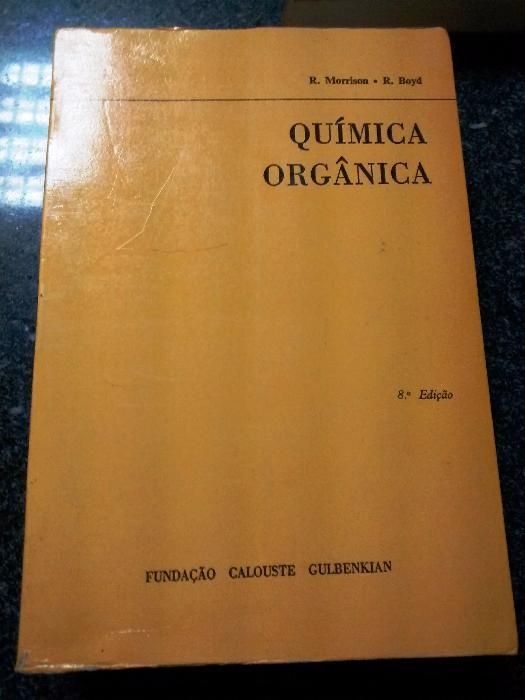 R. Morrison • R. Boyd
QUÍMICA
ORGÂNICA
8.ª Edição
FUNDAÇÃO CALOUSTE GULBENKIAN